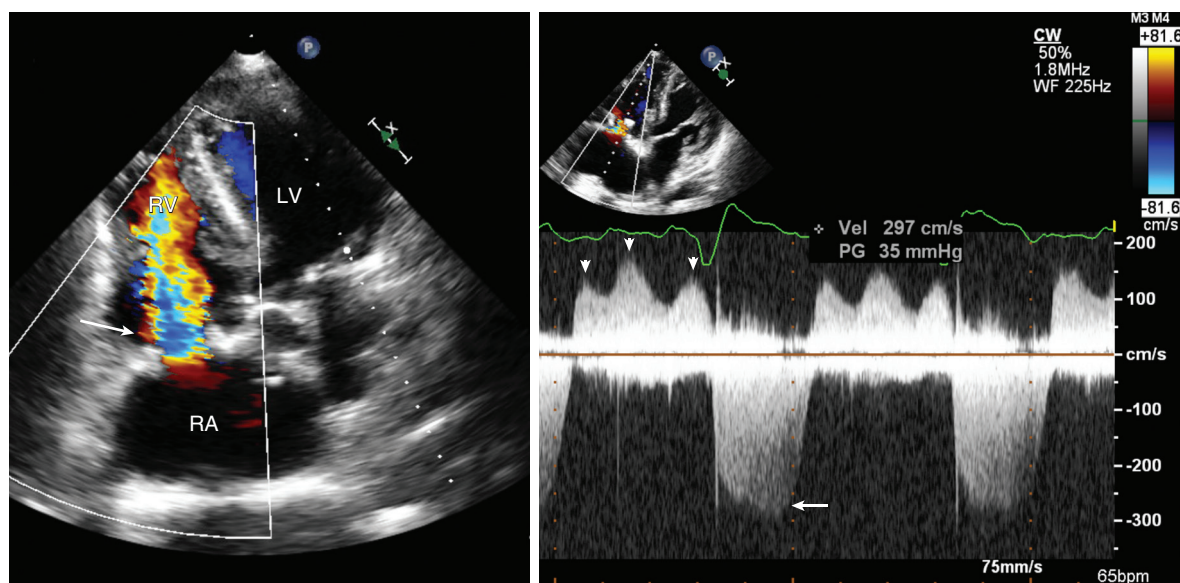 P
RV
LV
RA
X
M3 M4
CW
50%
1.8MHz
WF 225Hz
+81.6
-81.6
cm/s
P
X
Vel 297 cm/s
PG 35 mmHg
200
100
cm/s
-100
-200
-300
75mm/s
65bpm